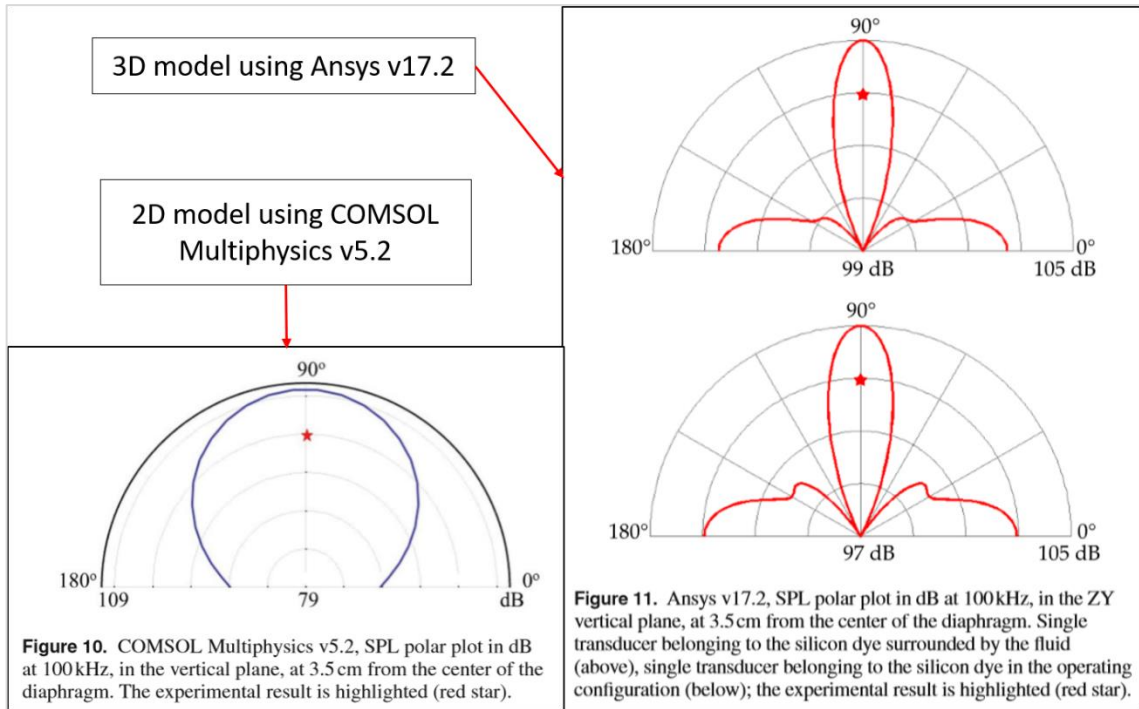 3D model using Ansys v17.2
2D model using COMSOL
Multiphysics v5.2
90°
180°
0°
109
79
dB
Figure 10. COMSOL Multiphysics v5.2, SPL polar plot in dB
at 100 kHz, in the vertical plane, at 3.5 cm from the center of the
diaphragm. The experimental result is highlighted (red star).
90°
180°
0°
99 dB
105 dB
90°
180°
0°
97 dB
105 dB
Figure 11. Ansys v17.2, SPL polar plot in dB at 100 kHz, in the ZY
vertical plane, at 3.5 cm from the center of the diaphragm. Single
transducer belonging to the silicon dye surrounded by the fluid
(above), single transducer belonging to the silicon dye in the operating
configuration (below); the experimental result is highlighted (red star).